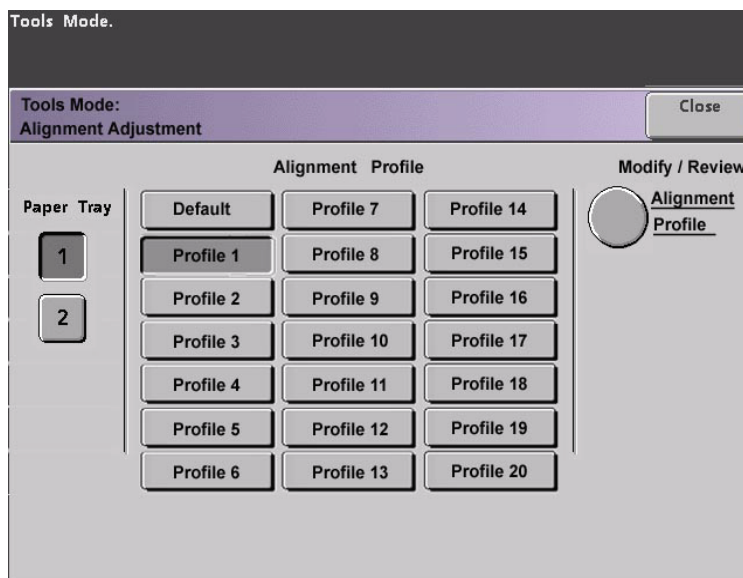 Tools Mode.
Tools Mode:
Alignment Adjustment
Close
Alignment Profile
Modify / Review
Paper Tray
1
2
Default
Profile 1
Profile 2
Profile 3
Profile 4
Profile 5
Profile 6
Profile 7
Profile 8
Profile 9
Profile 10
Profile 11
Profile 12
Profile 13
Profile 14
Profile 15
Profile 16
Profile 17
Profile 18
Profile 19
Profile 20
Alignment
Profile